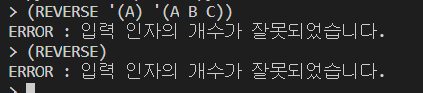 > (REVERSE '(A) '(A B C))
ERROR : 입력 인자의 개수가 잘못되었습니다.
> (REVERSE)
ERROR : 입력 인자의 개수가 잘못되었습니다.
>